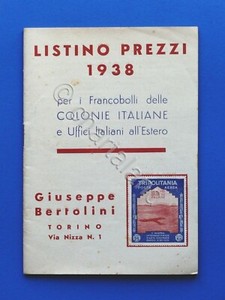 LISTINO PREZZI
1938
per i Francobolli delle
COLONIE ITALIANE
e Uffici Italiani all'Estero
Giuseppe
Bertolini
TORINO
Via Nizza N. 1
TRIPOLITANIA